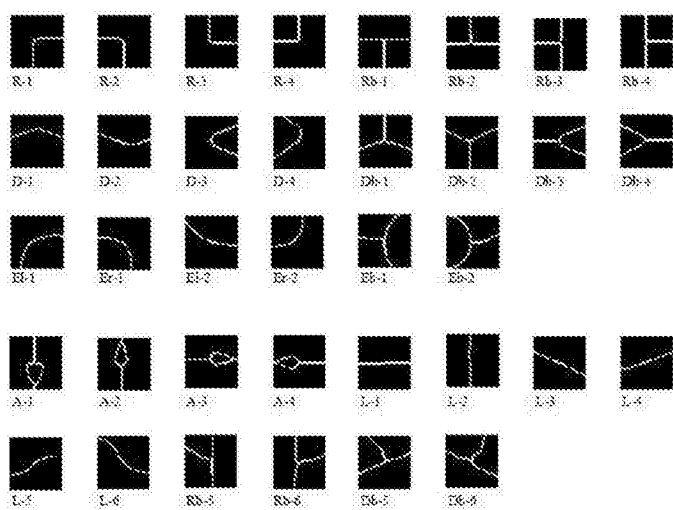 R-1 R-2 R-3 R-4 Rb-1 Rb-2 Rb-3 Rb-4
D-1 D-2 D-3 D-4 Db-1 Db-2 Db-3 Db-4
El-1 Er-1 El-2 Er-2 Eb-1 Eb-2
A-1 A-2 A-3 A-4 L-1 L-2 L-3 L-4
L-5 L-6 Rb-5 Rb-6 Db-5 Db-6